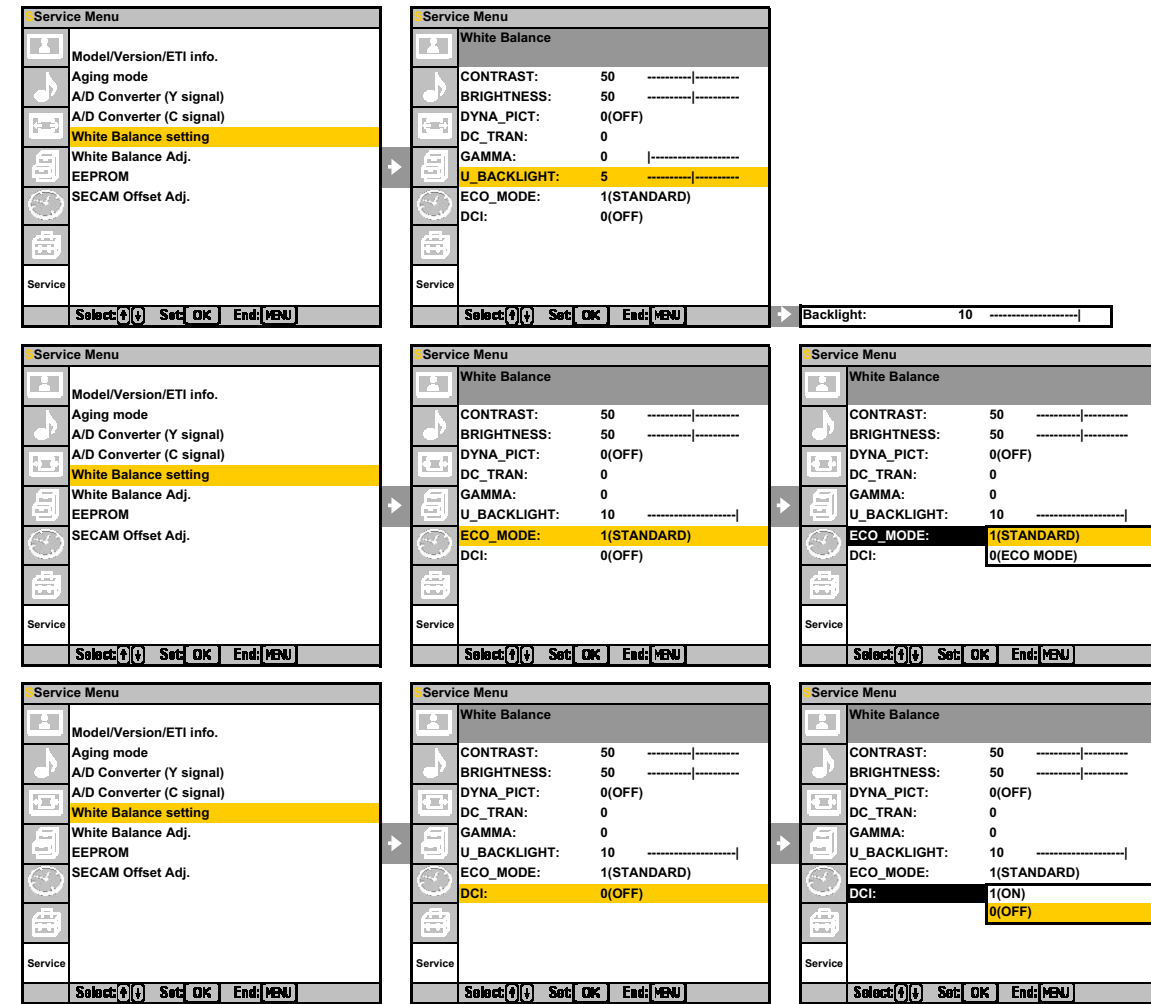 Service Menu
Model/Version/ETI info.
Aging mode
A/D Converter (Y signal)
A/D Converter (C signal)
White Balance setting
White Balance Adj.
EEPROM
SECAM Offset Adj.
Service
Select: Set: OK End: MENU
Service Menu
White Balance
CONTRAST: 50 ----------|----------
BRIGHTNESS: 50 ----------|----------
DYNA_PICT: 0(OFF)
DC_TRAN: 0
GAMMA: 0 |--------------------
U_BACKLIGHT: 5 ----------|----------
ECO_MODE: 1(STANDARD)
DCI: 0(OFF)
Service
Select: Set: OK End: MENU
Backlight: 10 --------------------|
Service Menu
Model/Version/ETI info.
Aging mode
A/D Converter (Y signal)
A/D Converter (C signal)
White Balance setting
White Balance Adj.
EEPROM
SECAM Offset Adj.
Service
Select: Set: OK End: MENU
Service Menu
White Balance
CONTRAST: 50 ----------|----------
BRIGHTNESS: 50 ----------|----------
DYNA_PICT: 0(OFF)
DC_TRAN: 0
GAMMA: 0
U_BACKLIGHT: 10 --------------------|
ECO_MODE: 1(STANDARD)
DCI: 0(OFF)
Service
Select: Set: OK End: MENU
Service Menu
White Balance
CONTRAST: 50 ----------|----------
BRIGHTNESS: 50 ----------|----------
DYNA_PICT: 0(OFF)
DC_TRAN: 0
GAMMA: 0
U_BACKLIGHT: 10 --------------------|
ECO_MODE: 1(STANDARD)
DCI: 0(ECO MODE)
Service
Select: Set: OK End: MENU
Service Menu
Model/Version/ETI info.
Aging mode
A/D Converter (Y signal)
A/D Converter (C signal)
White Balance setting
White Balance Adj.
EEPROM
SECAM Offset Adj.
Service
Select: Set: OK End: MENU
Service Menu
White Balance
CONTRAST: 50 ----------|----------
BRIGHTNESS: 50 ----------|----------
DYNA_PICT: 0(OFF)
DC_TRAN: 0
GAMMA: 0
U_BACKLIGHT: 10 --------------------|
ECO_MODE: 1(STANDARD)
DCI: 0(OFF)
Service
Select: Set: OK End: MENU
Service Menu
White Balance
CONTRAST: 50 ----------|----------
BRIGHTNESS: 50 ----------|----------
DYNA_PICT: 0(OFF)
DC_TRAN: 0
GAMMA: 0
U_BACKLIGHT: 10 --------------------|
ECO_MODE: 1(STANDARD)
DCI: 1(ON)
0(OFF)
Service
Select: Set: OK End: MENU